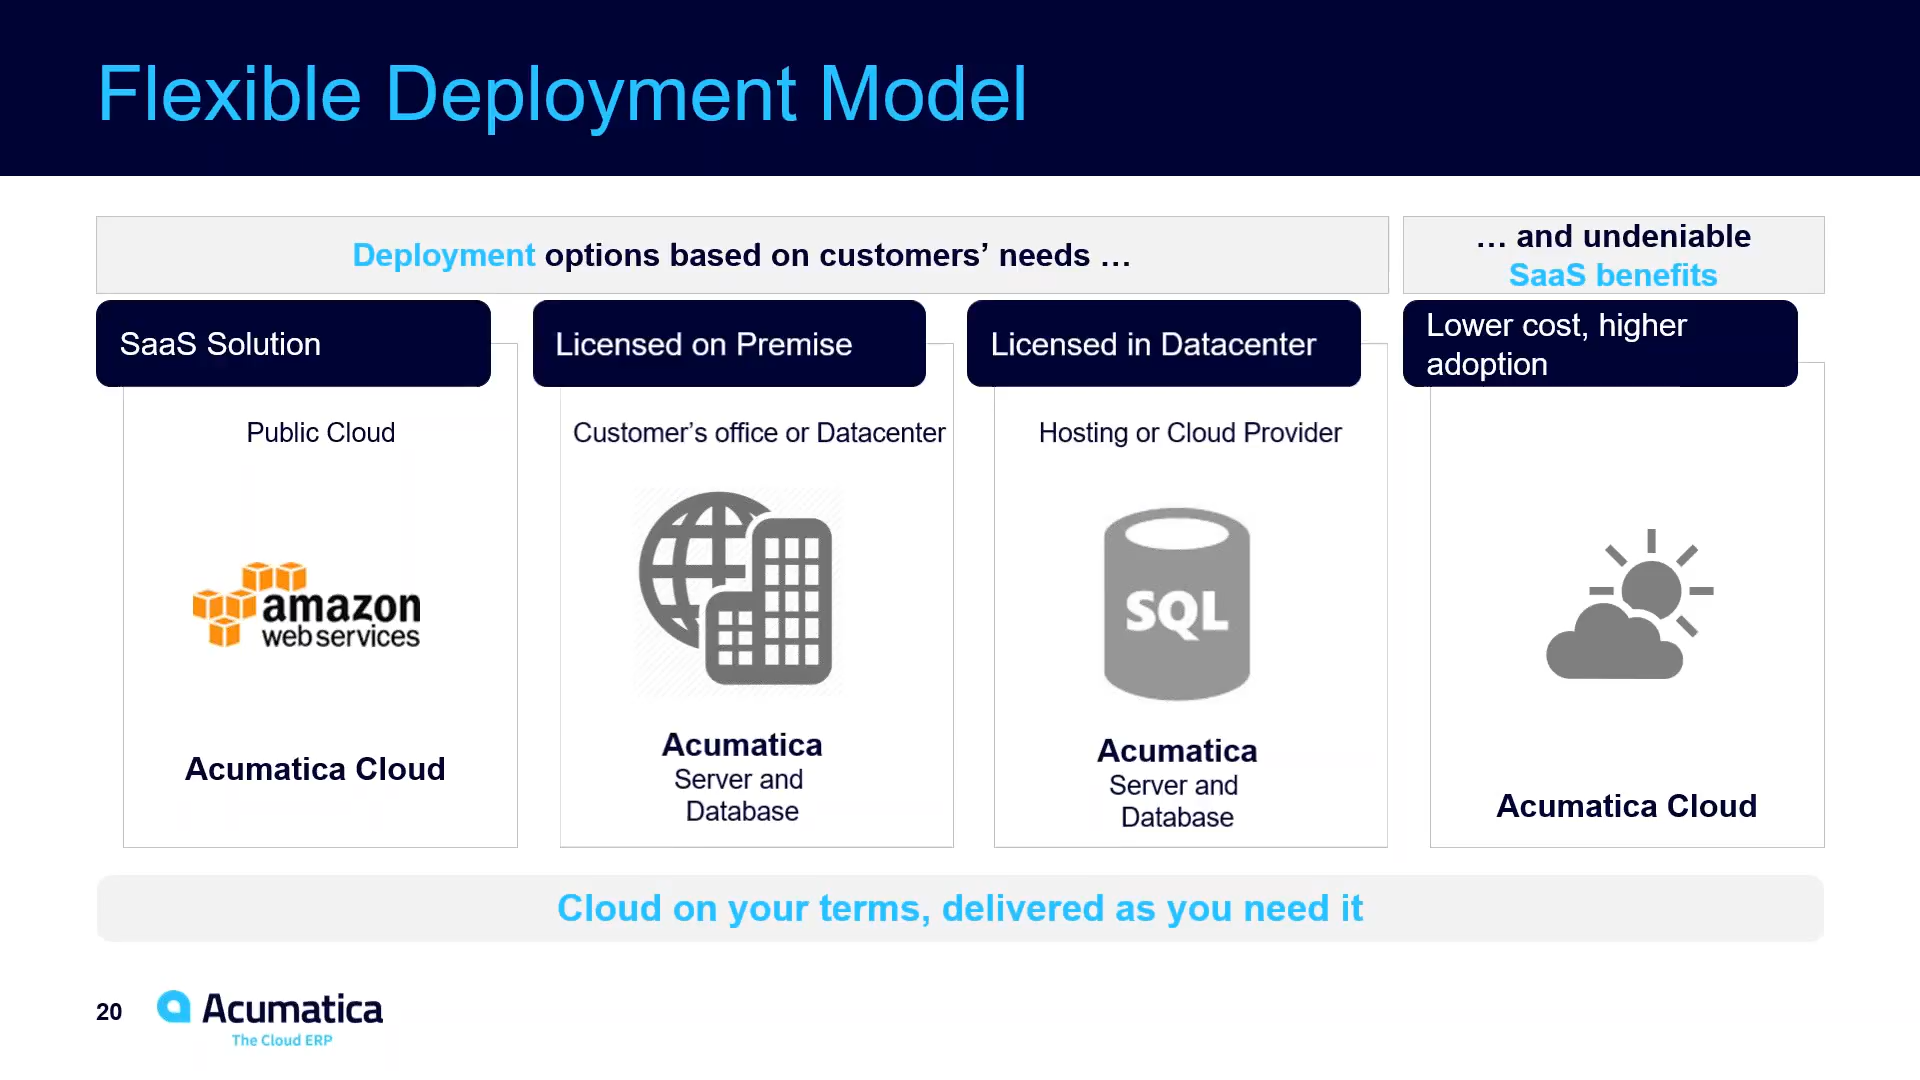 Flexible Deployment Model
Deployment options based on customers’ needs …
… and undeniable
SaaS benefits
SaaS Solution
Public Cloud
amazon
webservices
Acumatica Cloud
Licensed on Premise
Customer’s office or Datacenter
Acumatica
Server and
Database
Licensed in Datacenter
Hosting or Cloud Provider
SQL
Acumatica
Server and
Database
Lower cost, higher
adoption
Acumatica Cloud
Cloud on your terms, delivered as you need it
20
Acumatica
The Cloud ERP